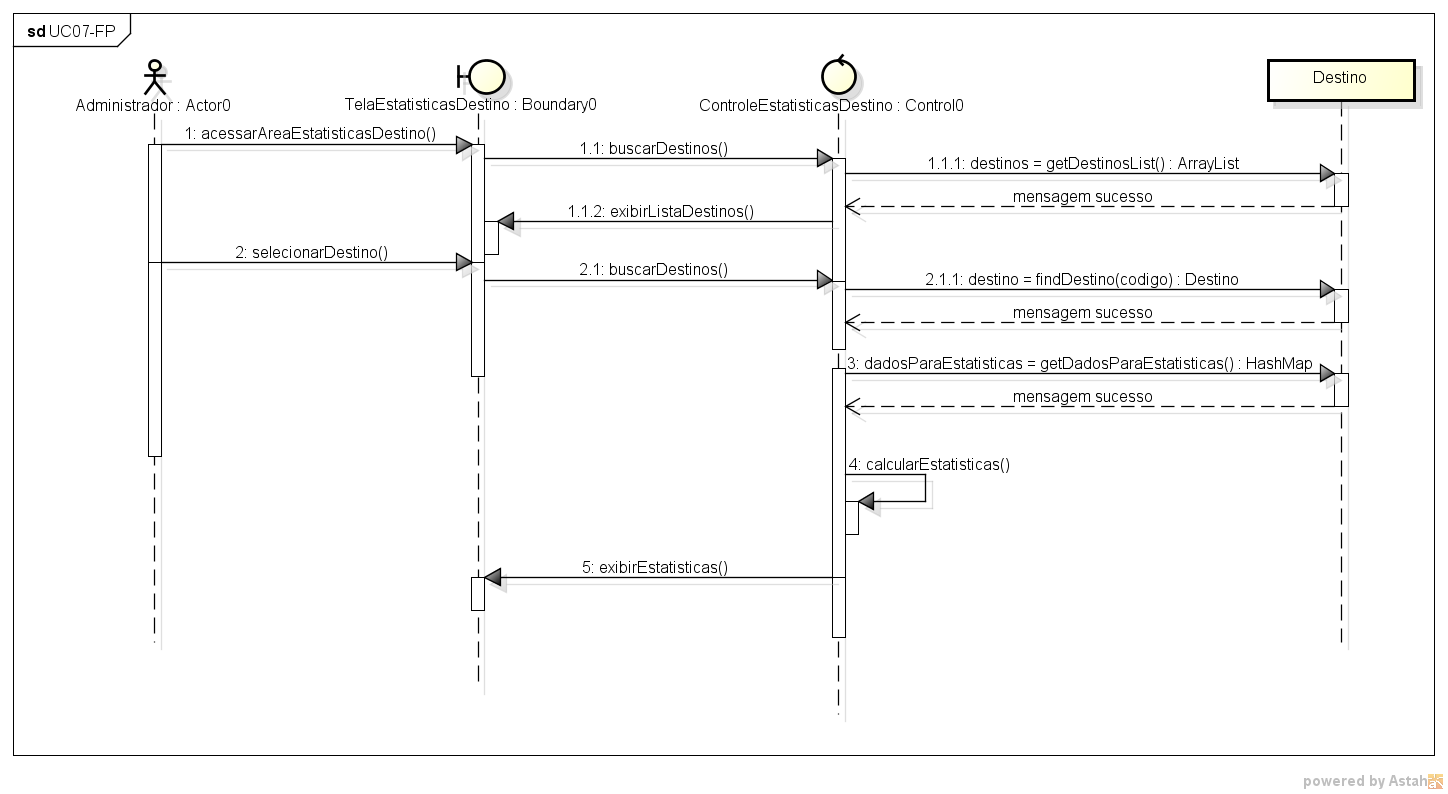 sd UC07-FP
Administrador : Actor0
TelaEstatisticasDestino : Boundary0
ControleEstatisticasDestino : Control0
Destino
1: acessarAreaEstatisticasDestino()
1.1: buscarDestinos()
1.1.1: destinos = getDestinosList() : ArrayList
mensagem sucesso
1.1.2: exibirListaDestinos()
2: selecionarDestino()
2.1: buscarDestinos()
2.1.1: destino = findDestino(codigo) : Destino
mensagem sucesso
3: dadosParaEstatisticas = getDadosParaEstatisticas() : HashMap
mensagem sucesso
4: calcularEstatisticas()
5: exibirEstatisticas()
powered by Astah